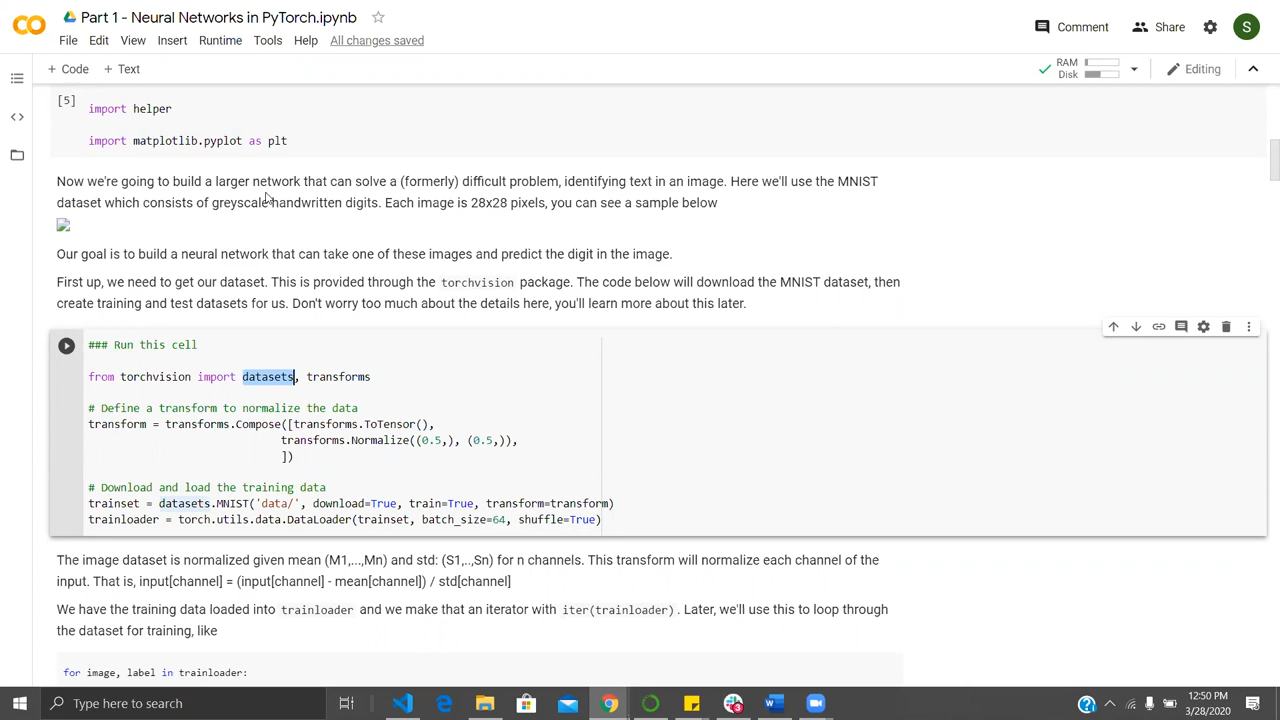 Part 1 - Neural Networks in PyTorch.ipynb
Comment
Share
S
File Edit View Insert Runtime Tools Help All changes saved
+ Code + Text
RAM
Disk
Editing
[5]
import helper
import matplotlib.pyplot as plt
Now we're going to build a larger network that can solve a (formerly) difficult problem, identifying text in an image. Here we'll use the MNIST
dataset which consists of greyscale handwritten digits. Each image is 28x28 pixels, you can see a sample below
Our goal is to build a neural network that can take one of these images and predict the digit in the image.
First up, we need to get our dataset. This is provided through the torchvision package. The code below will download the MNIST dataset, then
create training and test datasets for us. Don't worry too much about the details here, you'll learn more about this later.
### Run this cell
from torchvision import datasets, transforms
# Define a transform to normalize the data
transform = transforms.Compose([transforms.ToTensor(),
transforms.Normalize((0.5,), (0.5,)),
])
# Download and load the training data
trainset = datasets.MNIST('data/', download=True, train=True, transform=transform)
trainloader = torch.utils.data.DataLoader(trainset, batch_size=64, shuffle=True)
The image dataset is normalized given mean (M1,...,Mn) and std: (S1,..,Sn) for n channels. This transform will normalize each channel of the
input. That is, input[channel] = (input[channel] - mean[channel]) / std[channel]
We have the training data loaded into trainloader and we make that an iterator with iter(trainloader). Later, we'll use this to loop through
the dataset for training, like
for image, label in trainloader:
Type here to search
3
12:50 PM
3/28/2020